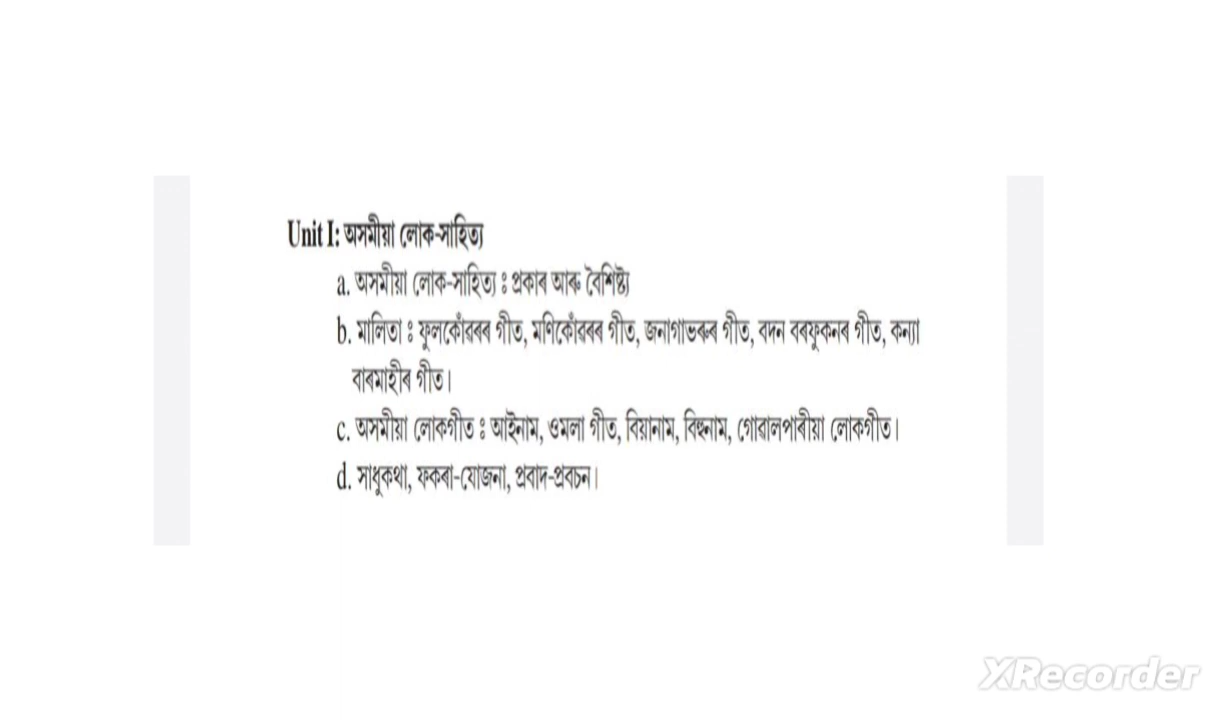 Unit I: অসমীয়া লোক-সাহিত্য
a. অসমীয়া লোক-সাহিত্য ঃ প্ৰকাৰ আৰু বৈশিষ্ট্য
b. মালিতা ঃ ফুলকোঁৱৰৰ গীত, মণিকোঁৱৰৰ গীত, জনাগাভৰুৰ গীত, বদন বৰফুকনৰ গীত, কন্যা
বাৰমাহীৰ গীত।
c. অসমীয়া লোকগীত ঃ আইনাম, ওমলা গীত, বিয়ানাম, বিহুনাম, গোৱালপাৰীয়া লোকগীত।
d. সাধুকথা, ফকৰা-যোজনা, প্ৰবাদ-প্ৰবচন।
XRecorder